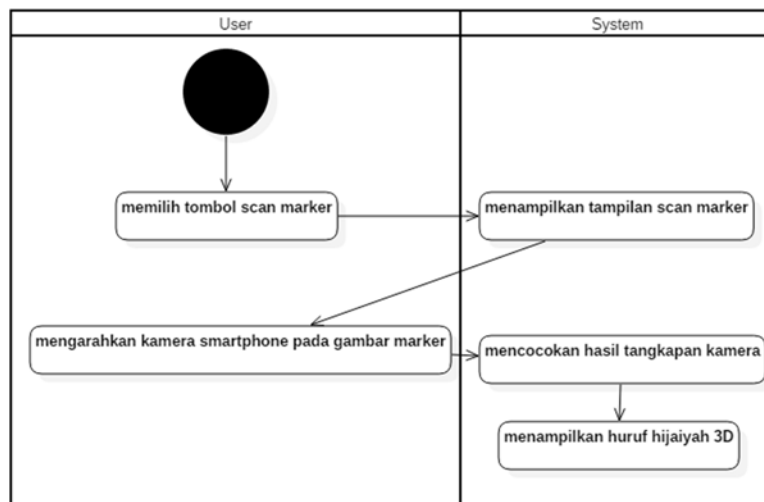 User
System
memilih tombol scan marker
menampilkan tampilan scan marker
mengarahkan kamera smartphone pada gambar marker
mencocokan hasil tangkapan kamera
menampilkan huruf hijaiyah 3D